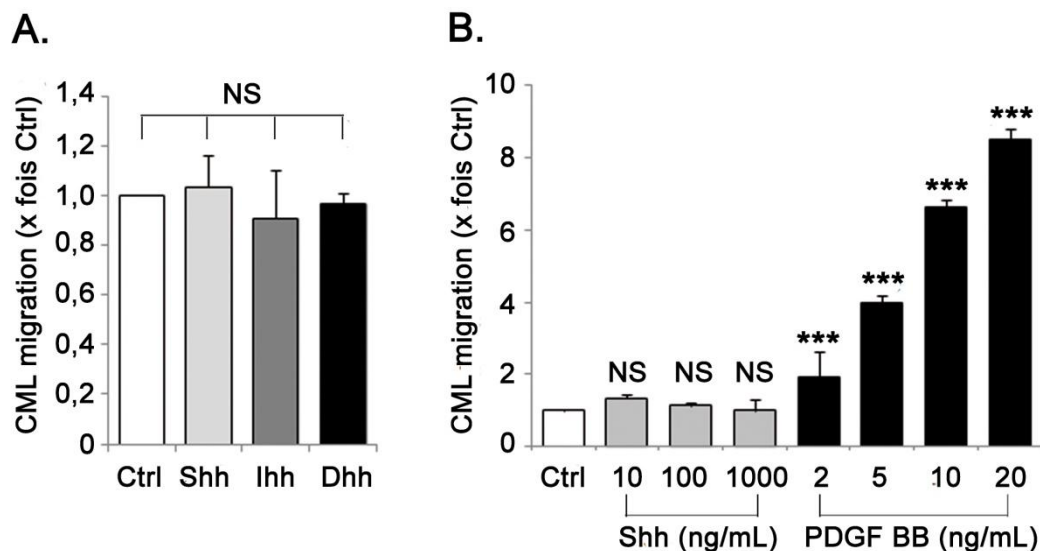 A.
CML migration (x fois Ctrl)
1,4
1,2
1,0
0,8
0,6
0,4
0,2
0
NS
Ctrl Shh Ihh Dhh
B.
CML migration (x fois Ctrl)
10
8
6
4
2
0
NS NS NS *** *** *** ***
Ctrl 10 100 1000 2 5 10 20
Shh (ng/mL) PDGF BB (ng/mL)